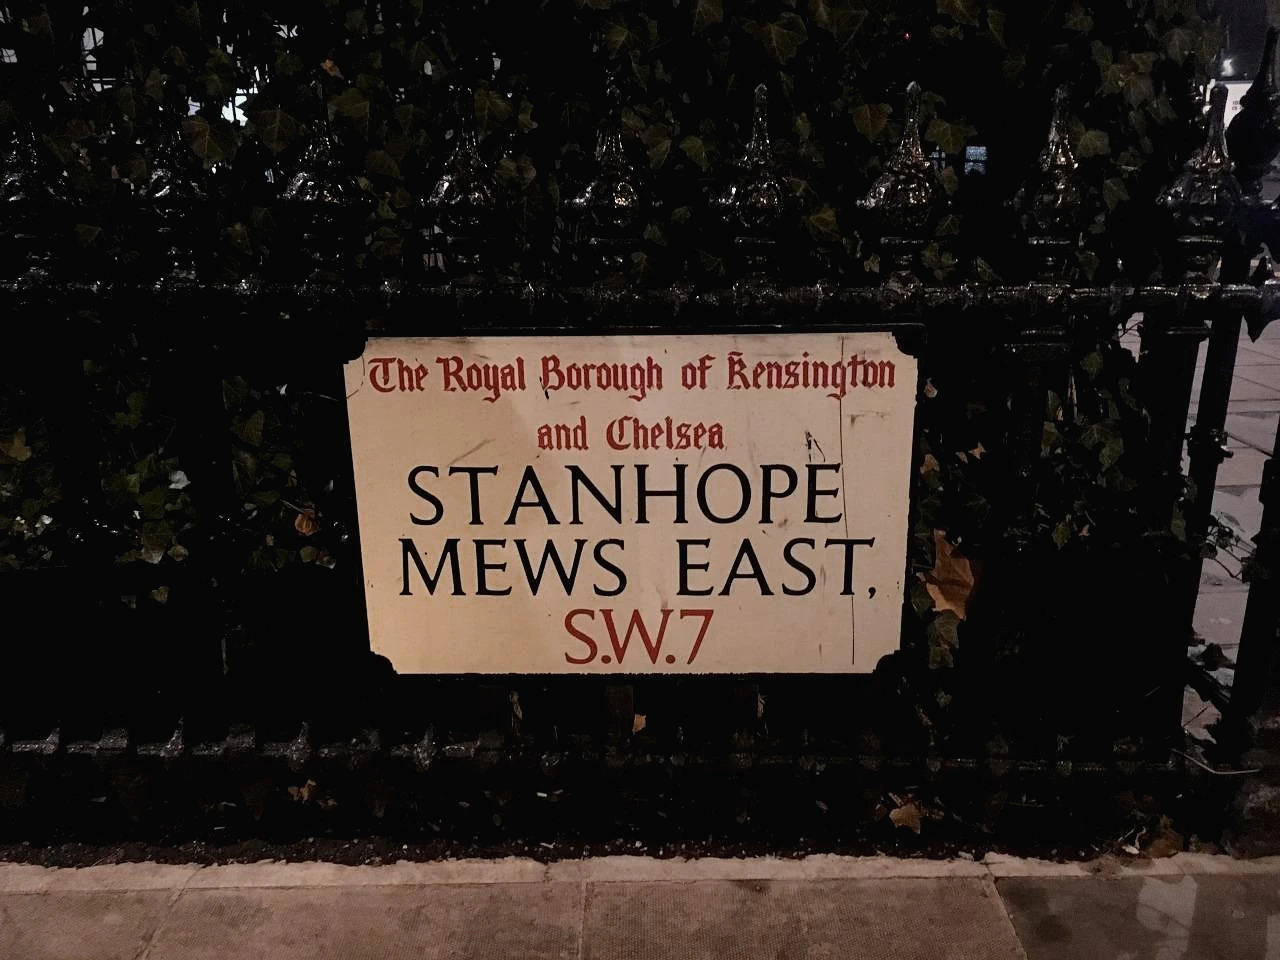 The Royal Borough of Kensington
and Chelsea
STANHOPE
MEWS EAST,
S.W.7